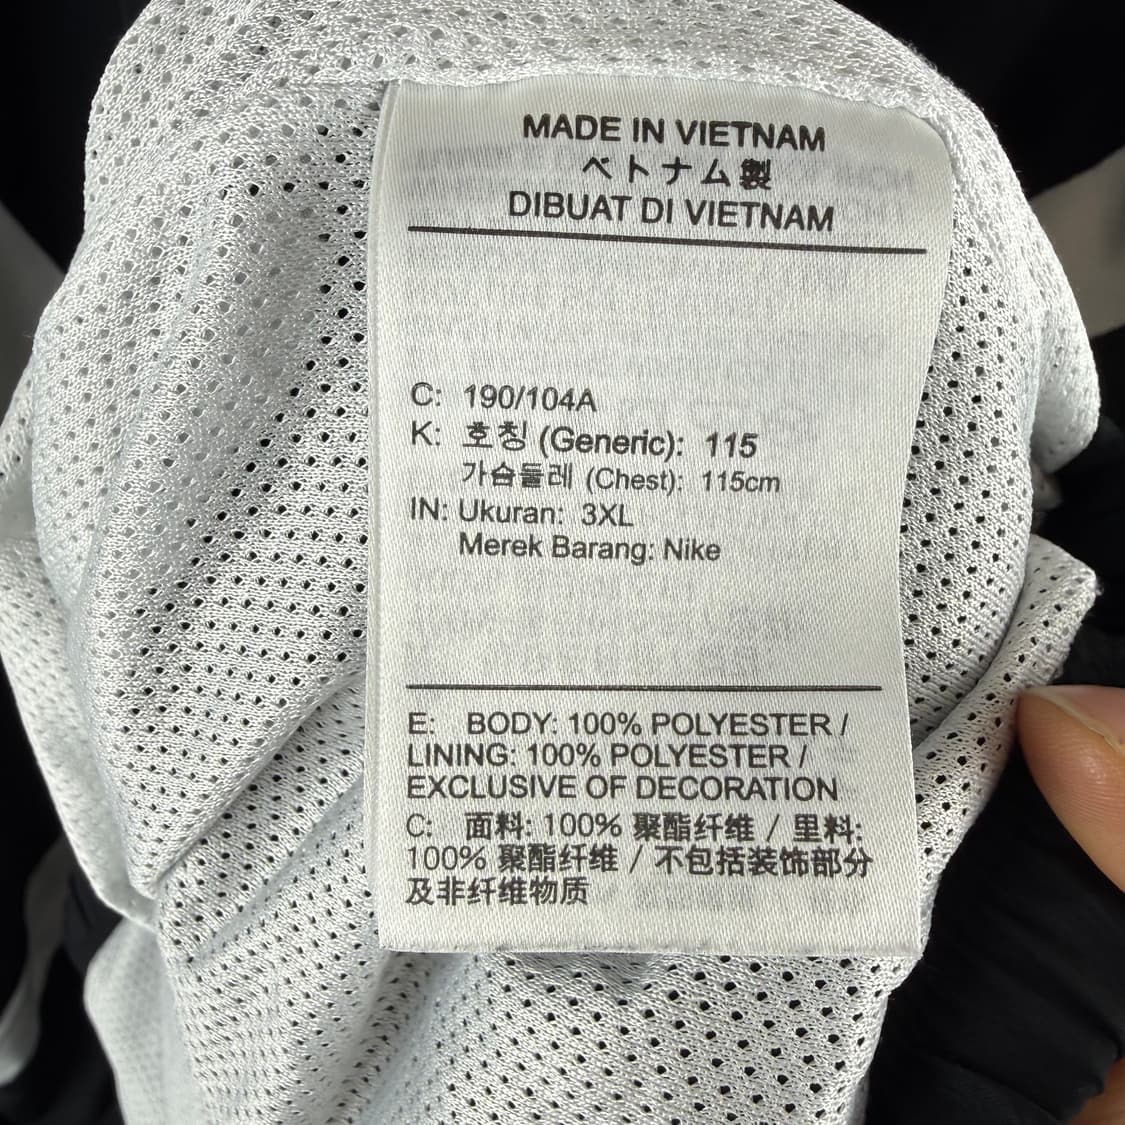 MADE IN VIETNAM
ベトナム製
DIBUAT DI VIETNAM
C: 190/104A
K: 호칭 (Generic): 115
가슴둘레 (Chest): 115cm
IN: Ukuran: 3XL
Merek Barang: Nike
E: BODY: 100% POLYESTER /
LINING: 100% POLYESTER /
EXCLUSIVE OF DECORATION
C: 面料: 100% 聚酯纤维 / 里料:
100% 聚酯纤维 / 不包括装饰部分
及非纤维物质